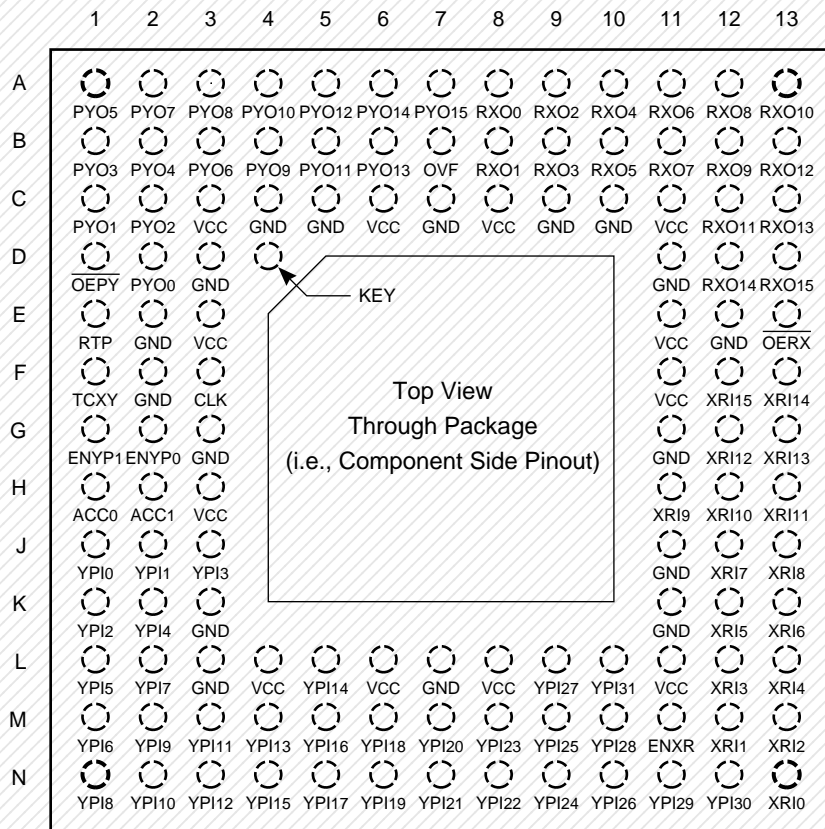 1 2 3 4 5 6 7 8 9 10 11 12 13
A
PYO5 PYO7 PYO8 PYO10 PYO12 PYO14 PYO15 RXO0 RXO2 RXO4 RXO6 RXO8 RXO10
B
PYO3 PYO4 PYO6 PYO9 PYO11 PYO13 OVF RXO1 RXO3 RXO5 RXO7 RXO9 RXO12
C
PYO1 PYO2 VCC GND GND VCC GND VCC GND GND VCC RXO11 RXO13
D
OEPY PYO0 GND GND RXO14 RXO15
KEY
E
RTP GND VCC VCC GND OERX
F
TCXY GND CLK VCC XRI15 XRI14
Top View
Through Package
(i.e., Component Side Pinout)
G
ENYP1 ENYP0 GND GND XRI12 XRI13
H
ACC0 ACC1 VCC XRI9 XRI10 XRI11
J
YPI0 YPI1 YPI3 GND XRI7 XRI8
K
YPI2 YPI4 GND GND XRI5 XRI6
L
YPI5 YPI7 GND VCC YPI14 VCC GND VCC YPI27 YPI31 VCC XRI3 XRI4
M
YPI6 YPI9 YPI11 YPI13 YPI16 YPI18 YPI20 YPI23 YPI25 YPI28 ENXR XRI1 XRI2
N
YPI8 YPI10 YPI12 YPI15 YPI17 YPI19 YPI21 YPI22 YPI24 YPI26 YPI29 YPI30 XRI0